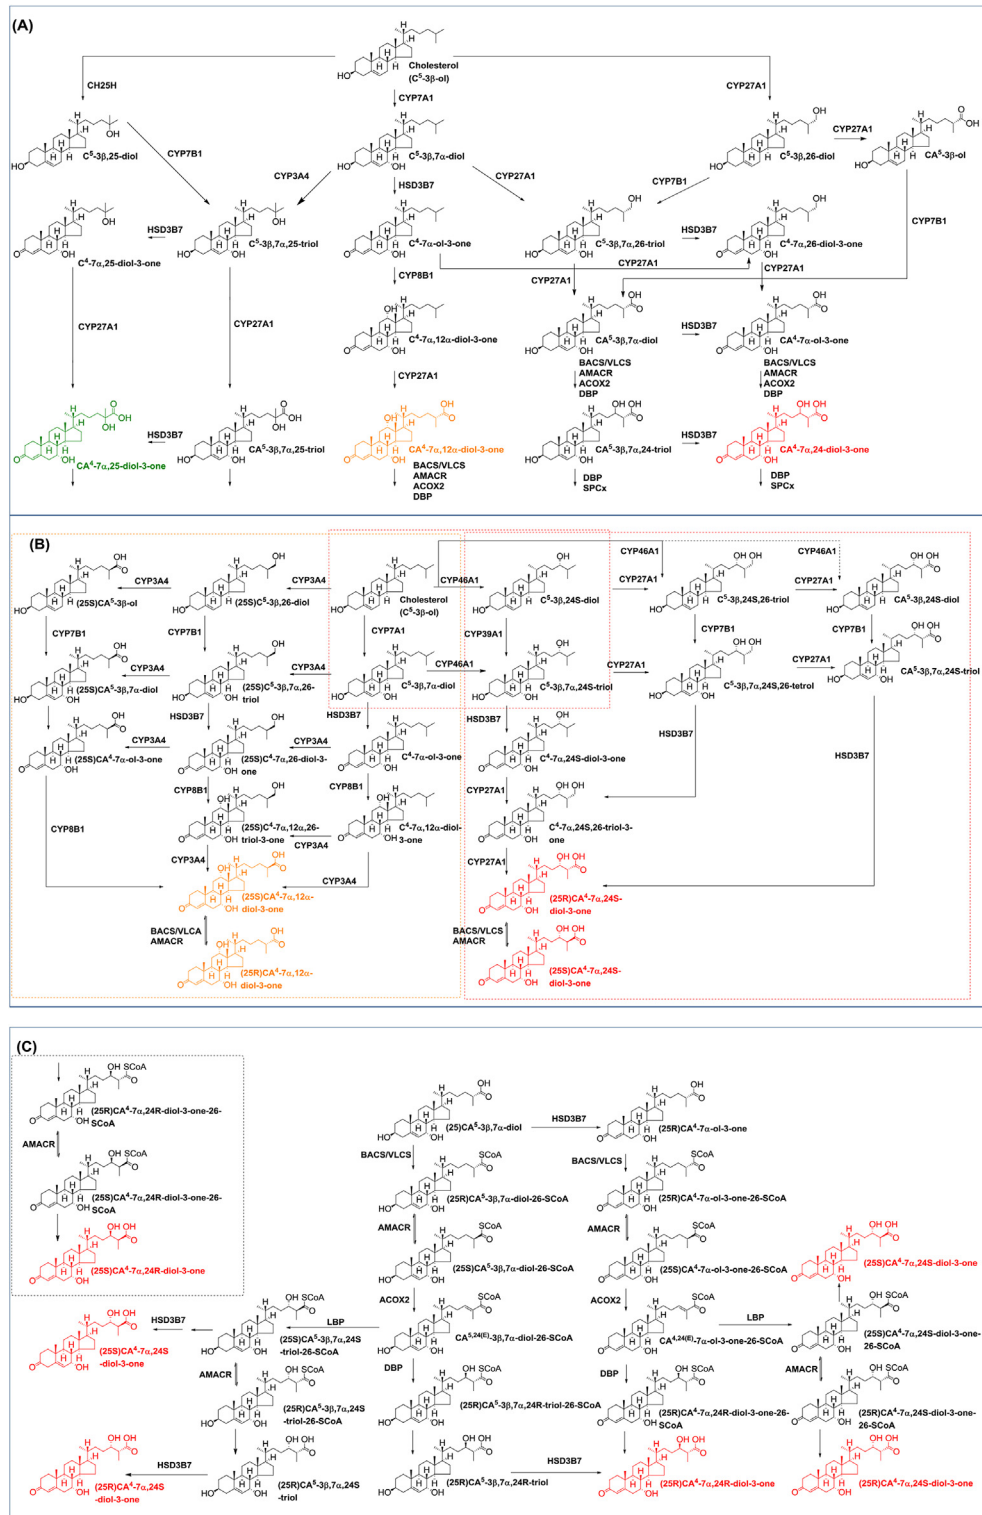 (A)
Cholesterol
(C⁵-3β-ol)
CH25H
CYP7A1
CYP27A1
C⁵-3β,25-diol
C⁵-3β,7α-diol
C⁵-3β,26-diol
CYP27A1
CA⁵-3β-ol
CYP7B1
CYP3A4
HSD3B7
CYP27A1
CYP7B1
CYP7B1
C⁴-7α,25-diol-3-one
HSD3B7
C⁵-3β,7α,25-triol
C⁴-7α-ol-3-one
C⁵-3β,7α,26-triol
HSD3B7
C⁴-7α,26-diol-3-one
CYP27A1
CYP8B1
CYP27A1
CYP27A1
CYP27A1
CYP27A1
C⁴-7α,12α-diol-3-one
CA⁵-3β,7α-diol
HSD3B7
CA⁴-7α-ol-3-one
CYP27A1
BACS/VLCS
AMACR
ACOX2
DBP
BACS/VLCS
AMACR
ACOX2
DBP
CA⁴-7α,25-diol-3-one
HSD3B7
CA⁵-3β,7α,25-triol
CA⁴-7α,12α-diol-3-one
CA⁵-3β,7α,24-triol
HSD3B7
CA⁴-7α,24-diol-3-one
BACS/VLCS
AMACR
ACOX2
DBP
DBP
SPCx
DBP
SPCx
(B)
(25S)CA⁵-3β-ol
CYP3A4
(25S)C⁵-3β,26-diol
CYP3A4
Cholesterol
(C⁵-3β-ol)
CYP46A1
C⁵-3β,24S-diol
CYP46A1
CYP27A1
C⁵-3β,24S,26-triol
CYP46A1
CYP27A1
CA⁵-3β,24S-diol
CYP7B1
CYP7B1
CYP7A1
CYP39A1
CYP7B1
CYP7B1
(25S)CA⁵-3β,7α-diol
CYP3A4
(25S)C⁵-3β,7α,26-
triol
CYP3A4
C⁵-3β,7α-diol
CYP46A1
C⁵-3β,7α,24S-triol
CYP27A1
C⁵-3β,7α,24S,26-tetrol
CYP27A1
CA⁵-3β,7α,24S-triol
HSD3B7
HSD3B7
HSD3B7
HSD3B7
HSD3B7
(25S)CA⁴-7α-ol-3-one
CYP3A4
(25S)C⁴-7α,26-diol-3-
one
CYP3A4
C⁴-7α-ol-3-one
C⁴-7α,24S-diol-3-one
CYP8B1
CYP8B1
CYP8B1
CYP27A1
(25S)C⁴-7α,12α,26-
triol-3-one
CYP3A4
C⁴-7α,12α-diol-
3-one
C⁴-7α,24S,26-triol-3-
one
CYP3A4
CYP3A4
CYP27A1
(25S)CA⁴-7α,12α-
diol-3-one
(25R)CA⁴-7α,24S-
diol-3-one
BACS/VLCA
AMACR
BACS/VLCS
AMACR
(25R)CA⁴-7α,12α-
diol-3-one
(25S)CA⁴-7α,24S-
diol-3-one
(C)
(25R)CA⁴-7α,24R-diol-3-one-26-
SCoA
AMACR
(25S)CA⁴-7α,24R-diol-3-one-26-
SCoA
(25S)CA⁴-7α,24R-diol-3-one
(25)CA⁵-3β,7α-diol
HSD3B7
(25R)CA⁴-7α-ol-3-one
BACS/VLCS
BACS/VLCS
(25R)CA⁵-3β,7α-diol-26-SCoA
(25R)CA⁴-7α-ol-3-one-26-SCoA
AMACR
AMACR
(25S)CA⁵-3β,7α-diol-26-SCoA
(25S)CA⁴-7α-ol-3-one-26-SCoA
(25S)CA⁴-7α,24S-diol-3-one
ACOX2
ACOX2
(25S)CA⁴-7α,24S
-diol-3-one
HSD3B7
(25S)CA⁵-3β,7α,24S
-triol-26-SCoA
LBP
CA⁵,²⁴⁽ᴱ⁾-3β,7α-diol-26-SCoA
CA⁴,²⁴⁽ᴱ⁾-7α-ol-3-one-26-SCoA
LBP
(25S)CA⁴-7α,24S-diol-3-one-
26-SCoA
AMACR
DBP
DBP
AMACR
(25R)CA⁵-3β,7α,24S
-triol-26-SCoA
(25R)CA⁵-3β,7α,24R-triol-26-SCoA
(25R)CA⁴-7α,24R-diol-3-one-26-
SCoA
(25R)CA⁴-7α,24S-diol-3-one-
26-SCoA
(25R)CA⁴-7α,24S
-diol-3-one
HSD3B7
(25R)CA⁵-3β,7α,24S
-triol
(25R)CA⁵-3β,7α,24R-triol
HSD3B7
(25R)CA⁴-7α,24R-diol-3-one
(25R)CA⁴-7α,24S-diol-3-one